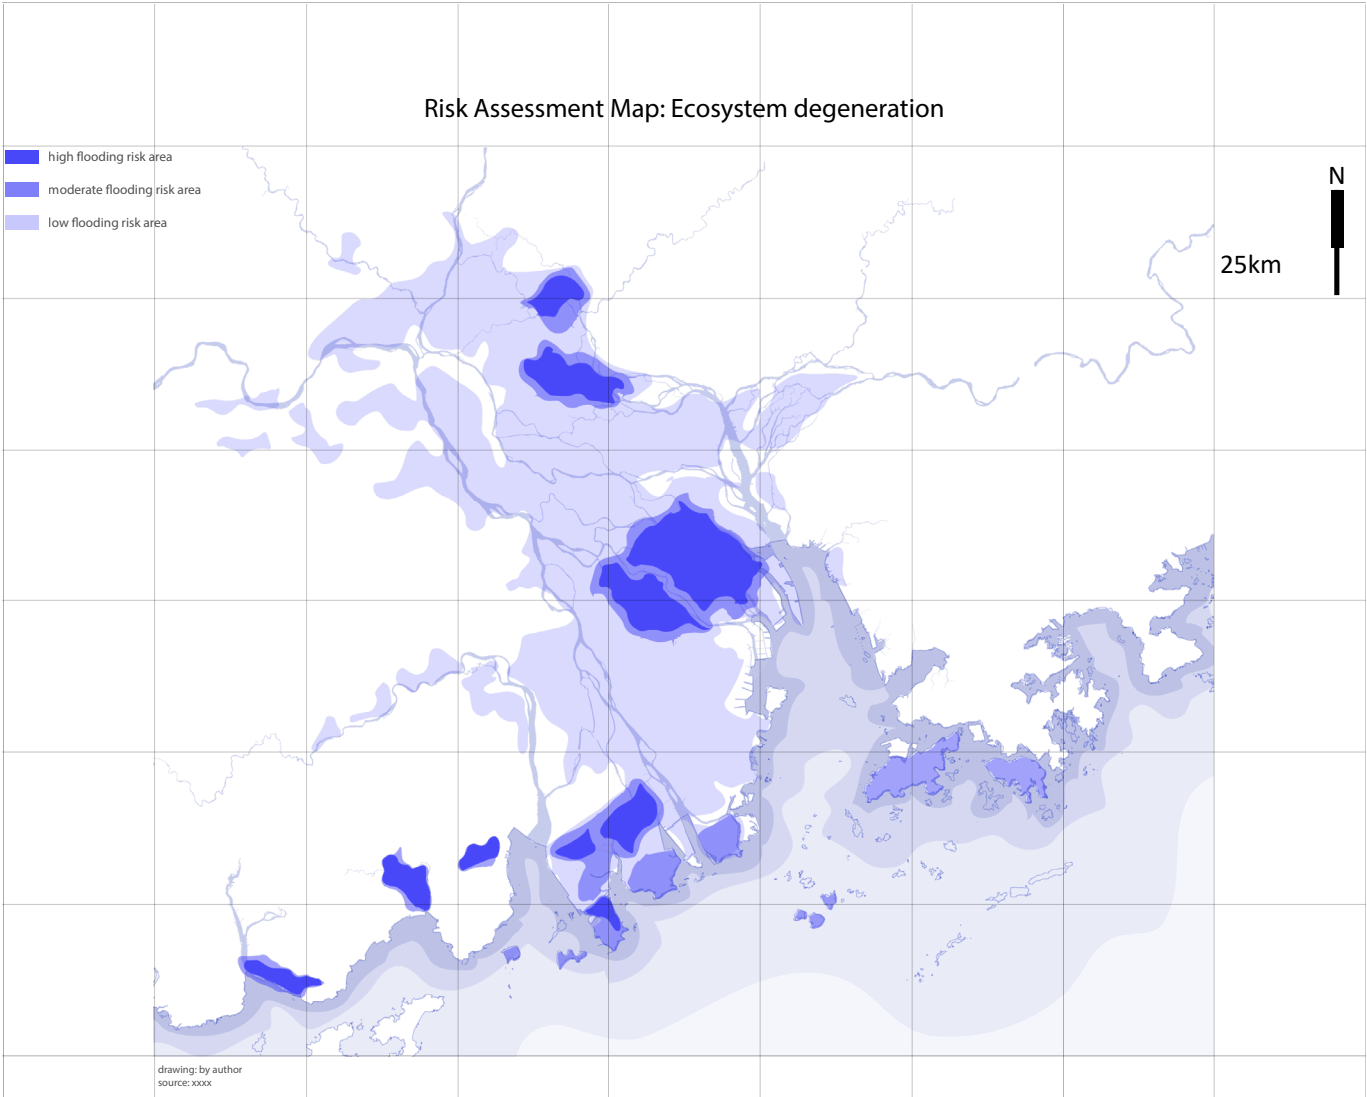 Risk Assessment Map: Ecosystem degeneration
high flooding risk area
moderate flooding risk area
low flooding risk area
N
25km
drawing: by author
source: xxxx